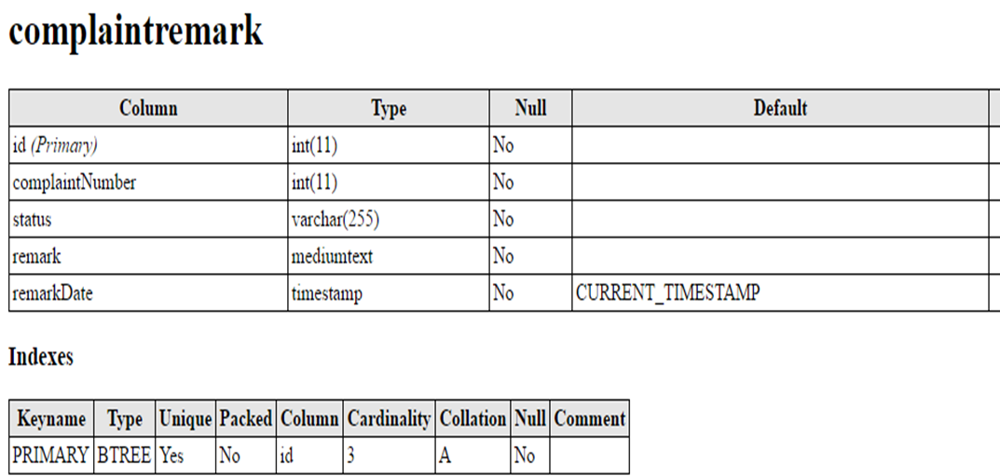 complaintremark
Column Type Null Default
id (Primary) int(11) No
complaintNumber int(11) No
status varchar(255) No
remark mediumtext No
remarkDate timestamp No CURRENT_TIMESTAMP
Indexes
Keyname Type Unique Packed Column Cardinality Collation Null Comment
PRIMARY BTREE Yes No id 3 A No